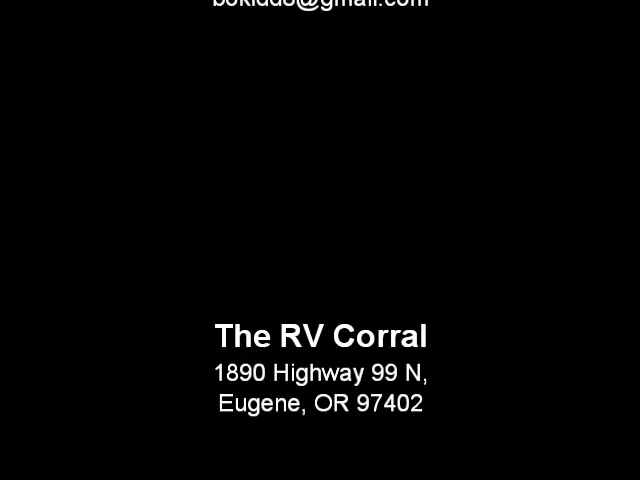 The RV Corral
1890 Highway 99 N,
Eugene, OR 97402